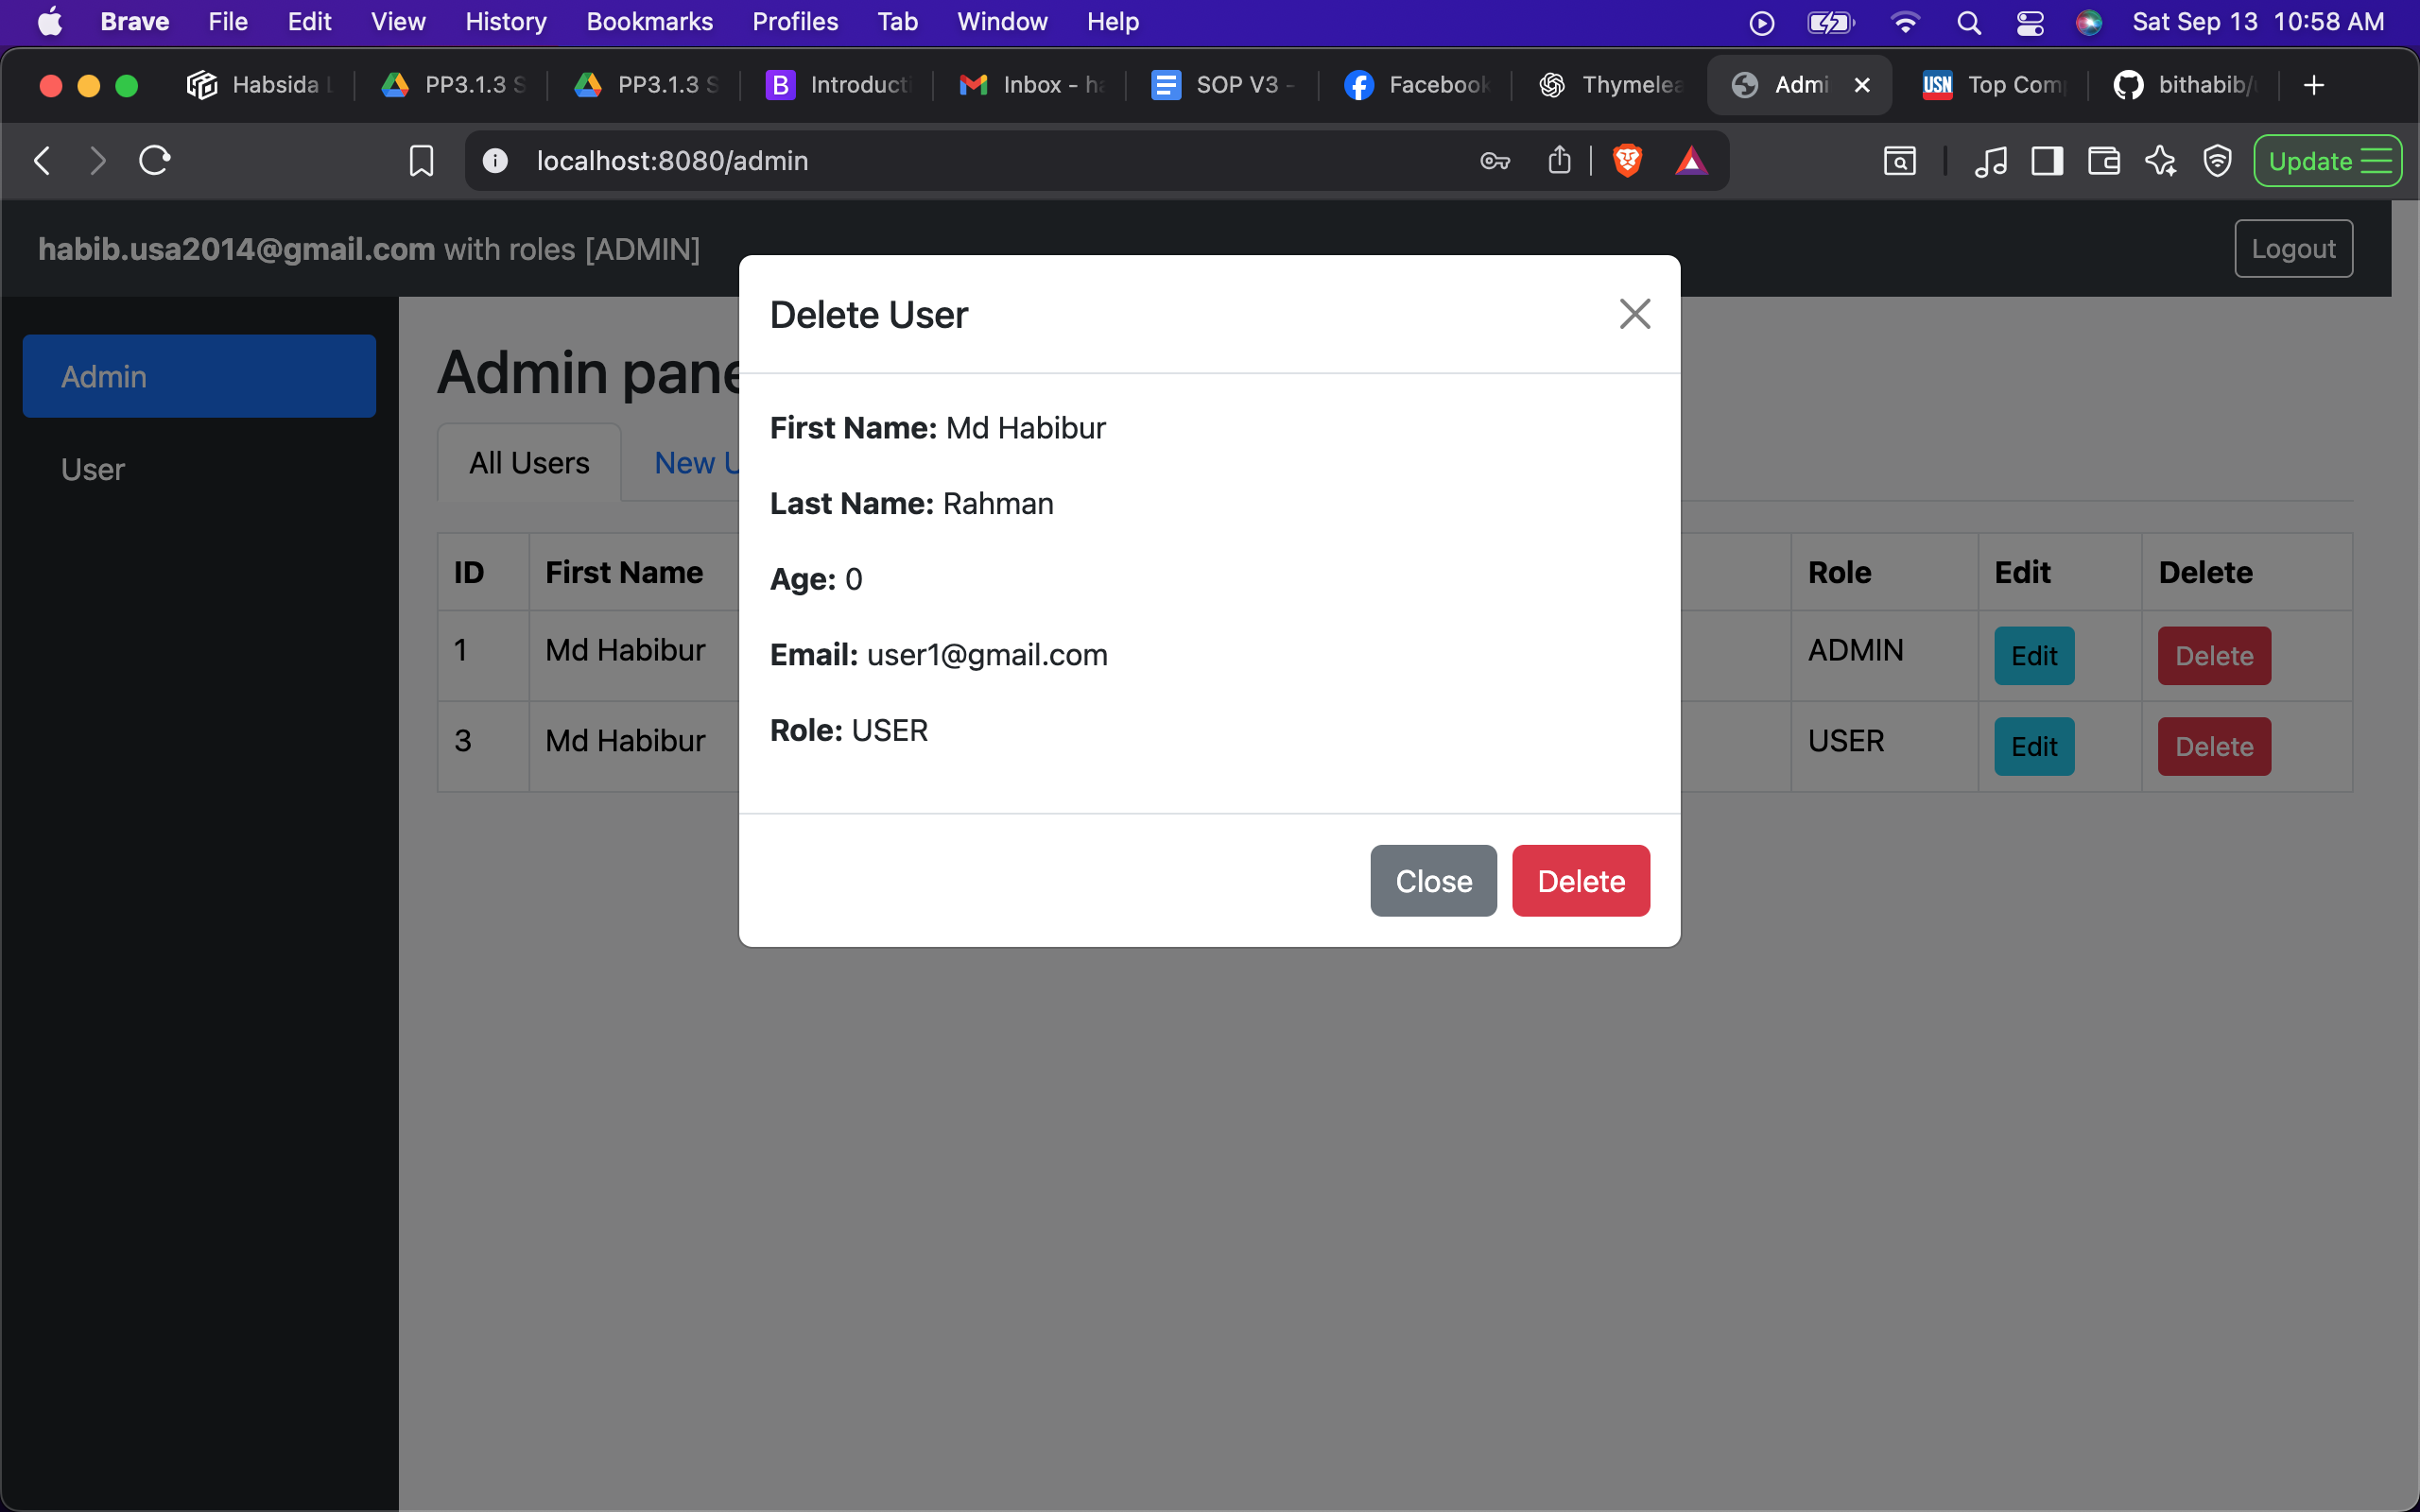 Brave File Edit View History Bookmarks Profiles Tab Window Help Sat Sep 13 10:58 AM
Habsida PP3.1.3 S PP3.1.3 S B Introducti Inbox - ha SOP V3 - Facebook Thymelea Admi USN Top Com bithabib/
localhost:8080/admin Update
habib.usa2014@gmail.com with roles [ADMIN] Logout
Admin
User
Admin pane
All Users New U
ID First Name Role Edit Delete
1 Md Habibur ADMIN Edit Delete
3 Md Habibur USER Edit Delete
Delete User
First Name: Md Habibur
Last Name: Rahman
Age: 0
Email: user1@gmail.com
Role: USER
Close Delete